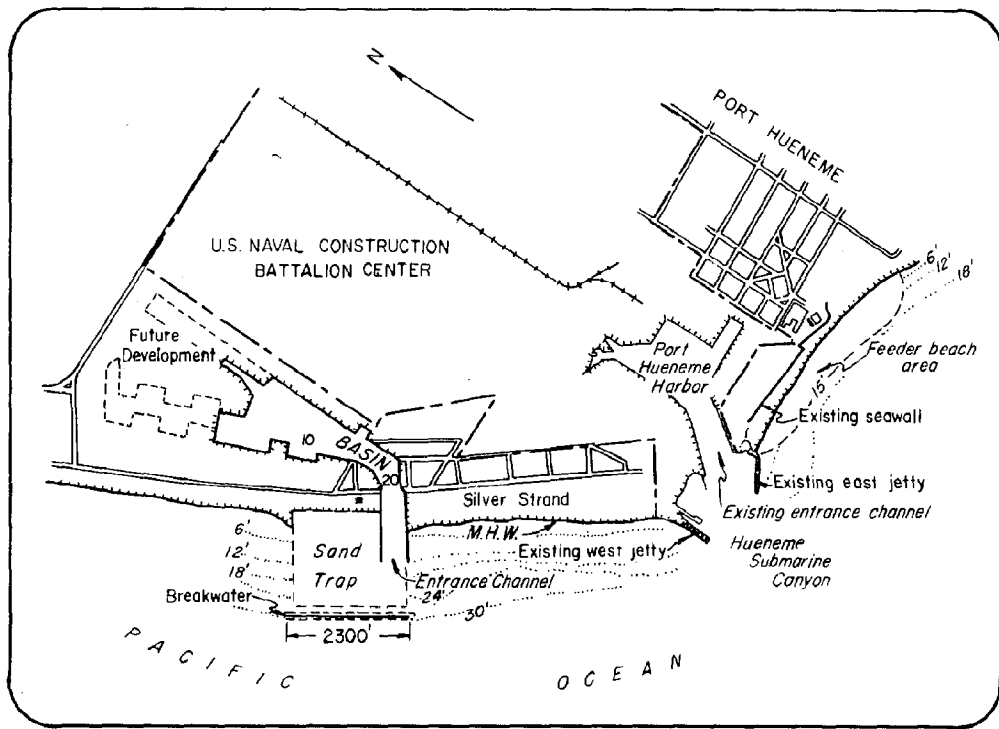 N
PORT HUENEME
U.S. NAVAL CONSTRUCTION
BATTALION CENTER
6'
12'
18'
Future
Development
Port
Hueneme
Harbor
Feeder beach
area
15'
Existing seawall
10
BASIN
20
Existing east jetty
Silver Strand
Existing entrance channel
M.H.W.
Existing west jetty
Hueneme
Submarine
Canyon
6'
12'
18'
Sand
Trap
Entrance Channel
24'
30'
Breakwater
2300'
PACIFIC
OCEAN